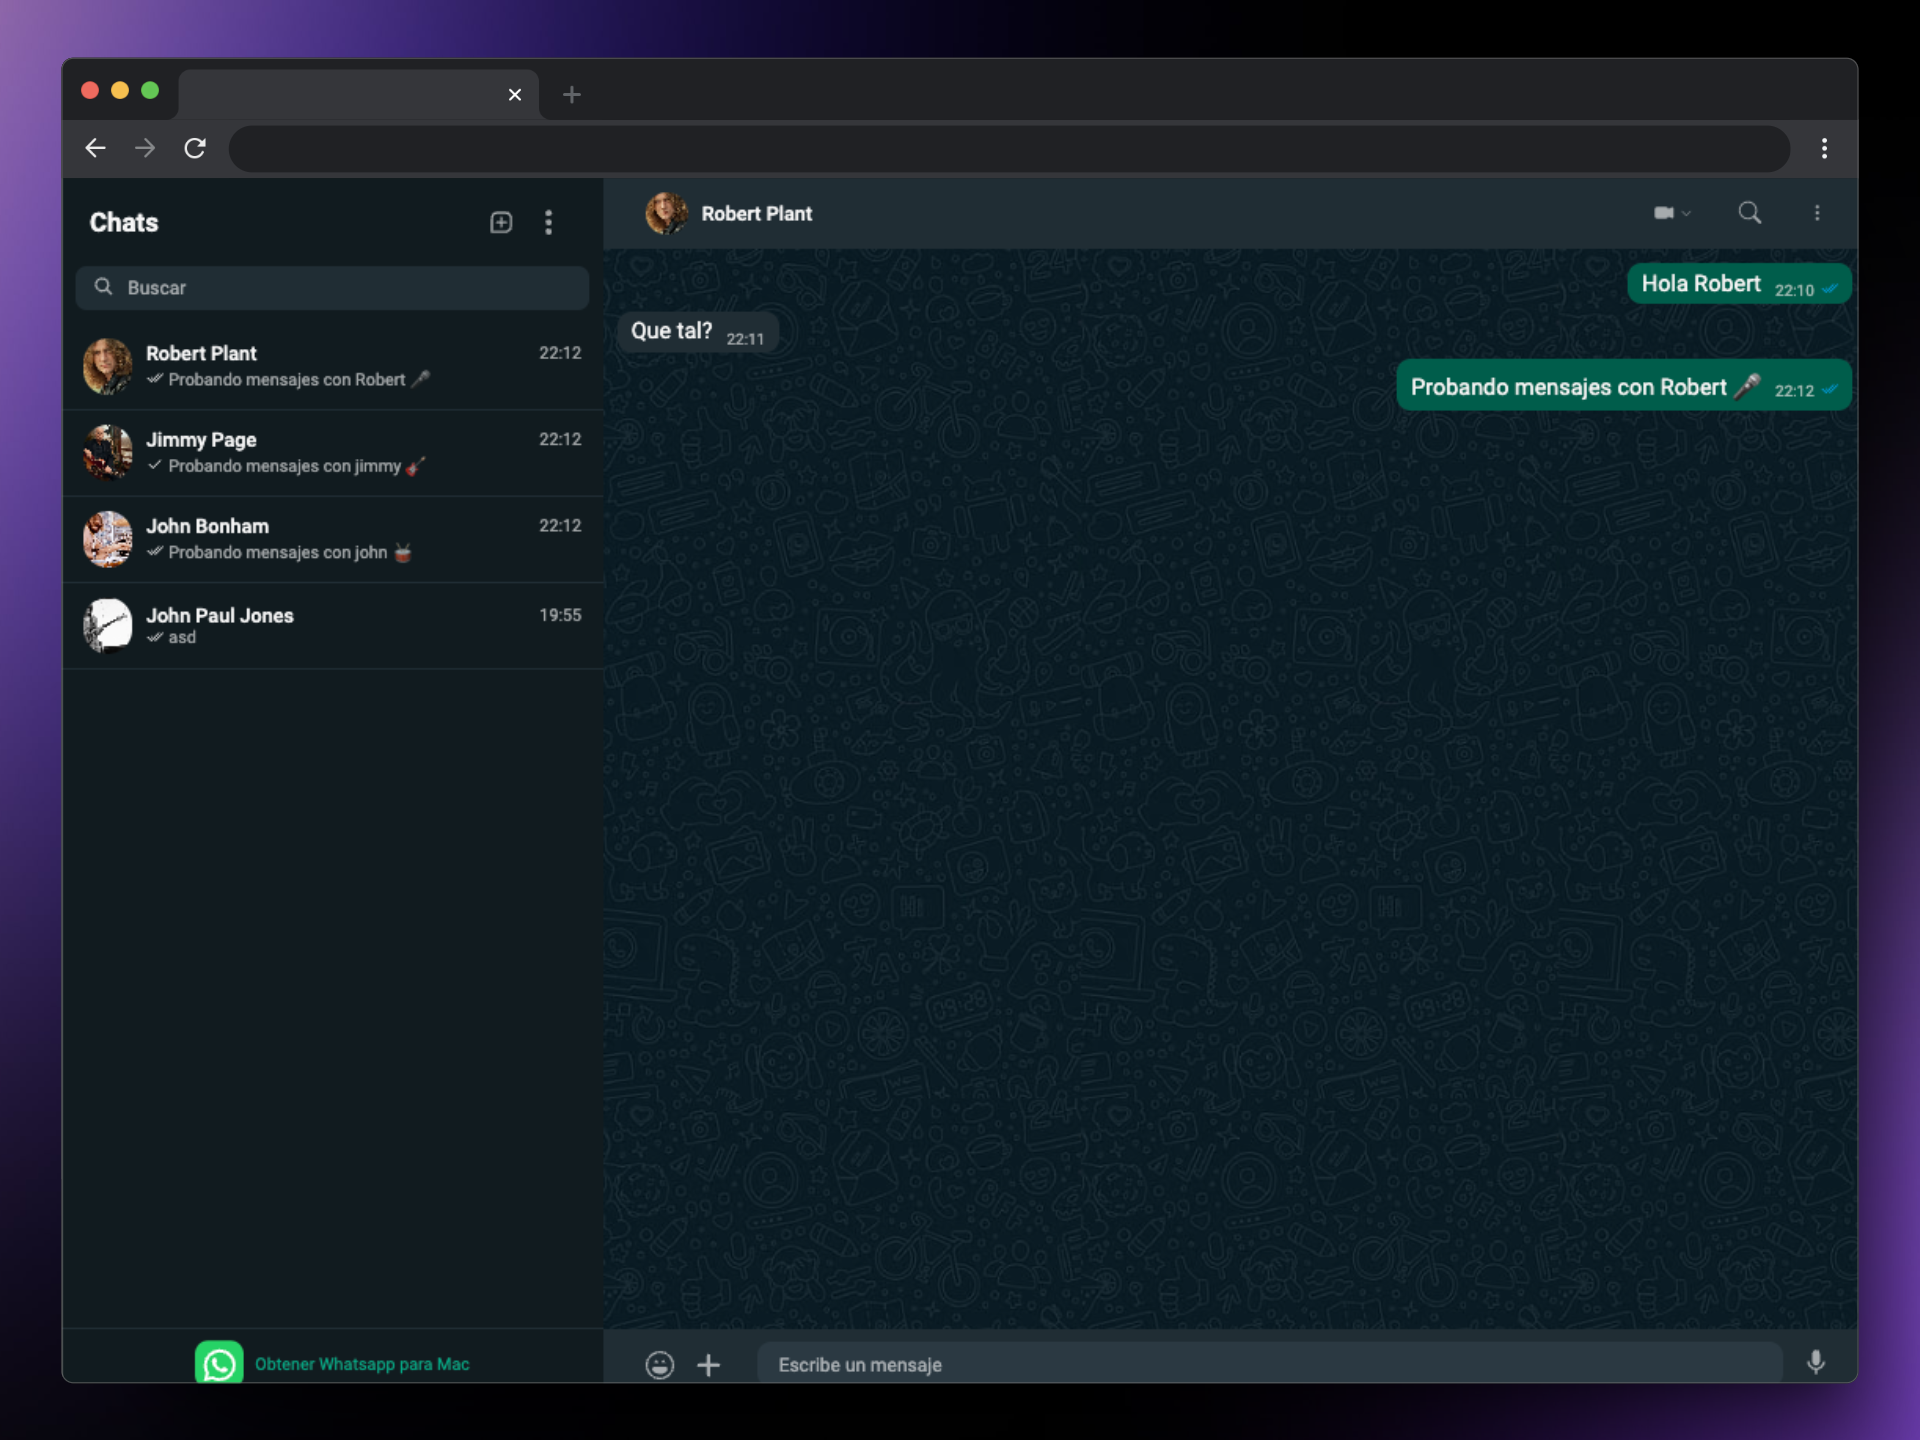 Chats
Buscar
Robert Plant 22:12
Probando mensajes con Robert 🎤
Jimmy Page 22:12
Probando mensajes con jimmy 🎸
John Bonham 22:12
Probando mensajes con john 🥁
John Paul Jones 19:55
asd
Obtener Whatsapp para Mac
Robert Plant
Hola Robert 22:10
Que tal? 22:11
Probando mensajes con Robert 🎤 22:12
Escribe un mensaje